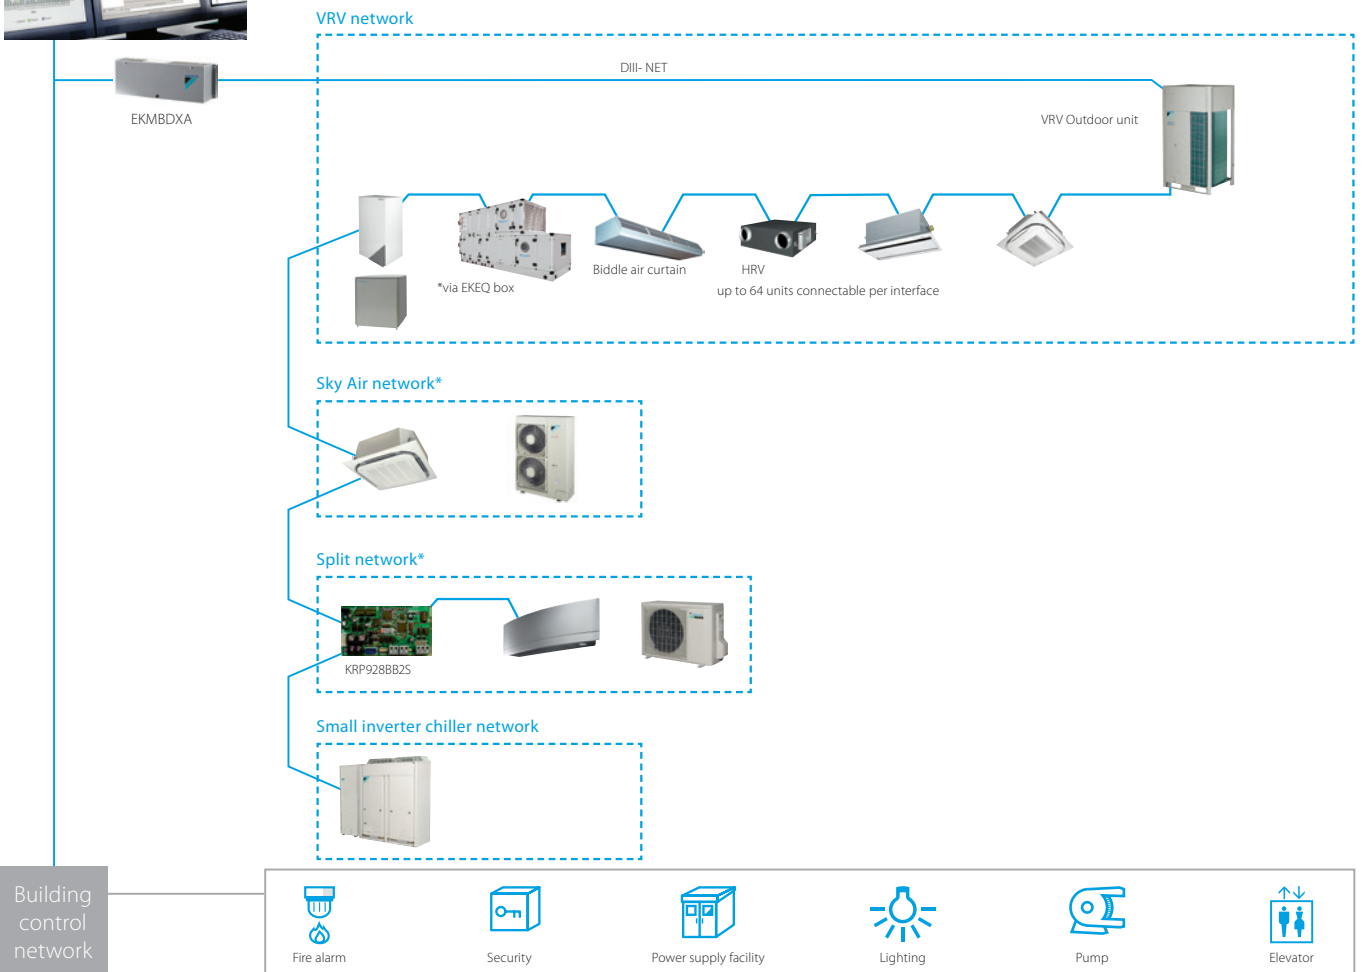 VRV network
DIII- NET
EKMBDXA
VRV Outdoor unit
Biddle air curtain
HRV
*via EKEQ box
up to 64 units connectable per interface
Sky Air network*
Split network*
KRP928BB2S
Small inverter chiller network
Building
control
network
Fire alarm
Security
Power supply facility
Lighting
Pump
Elevator